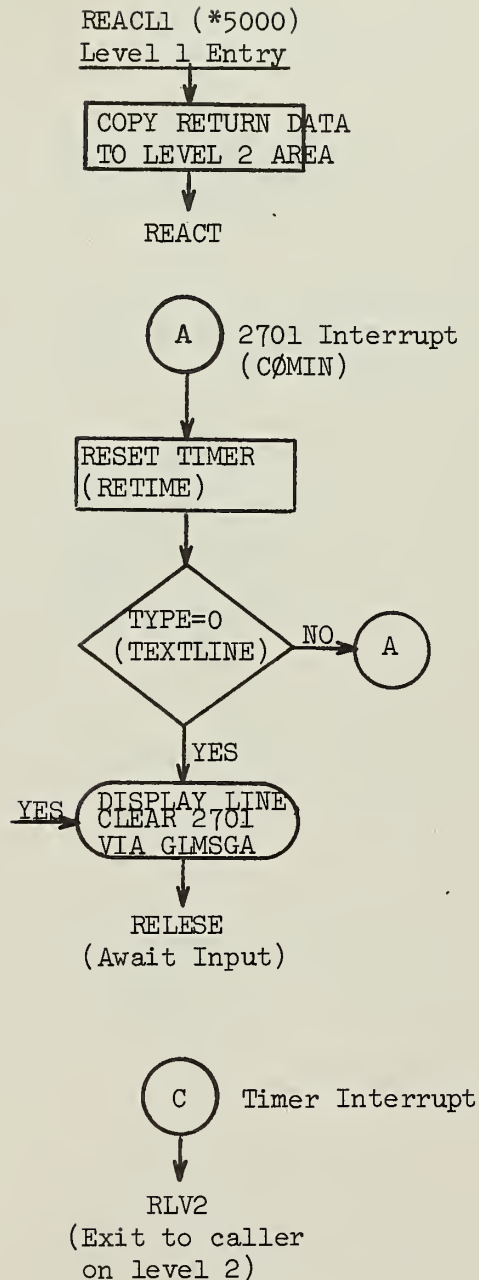 REACL1 (*5000)
Level 1 Entry
COPY RETURN DATA
TO LEVEL 2 AREA
REACT
A
2701 Interrupt
(CØMIN)
RESET TIMER
(RETIME)
TYPE=0
(TEXTLINE)
NO
A
YES
YES
DISPLAY LINE
CLEAR 2701
VIA GLMSGA
RELESE
(Await Input)
C
Timer Interrupt
RLV2
(Exit to caller
on level 2)